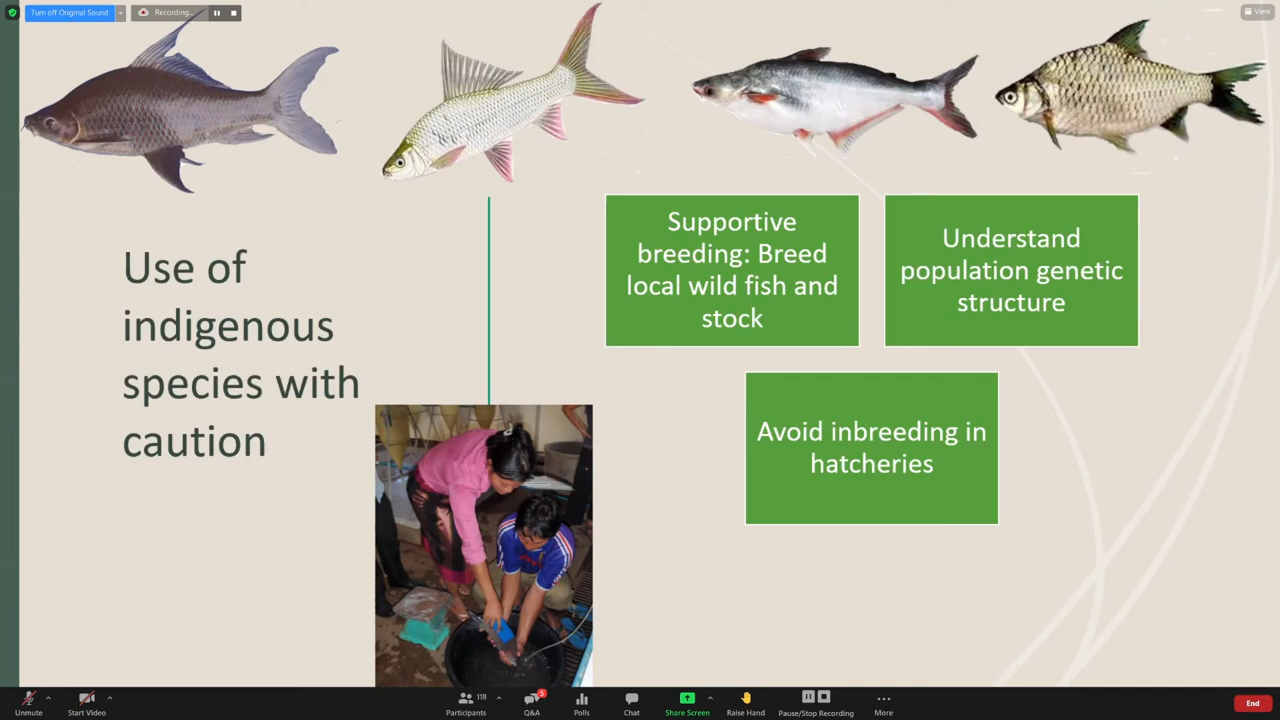 Turn off Original Sound
Recording...
View
Use of
indigenous
species with
caution
Supportive
breeding: Breed
local wild fish and
stock
Understand
population genetic
structure
Avoid inbreeding in
hatcheries
Unmute
Start Video
118
Participants
5
Q&A
Polls
Chat
Share Screen
Raise Hand
Pause/Stop Recording
More
End